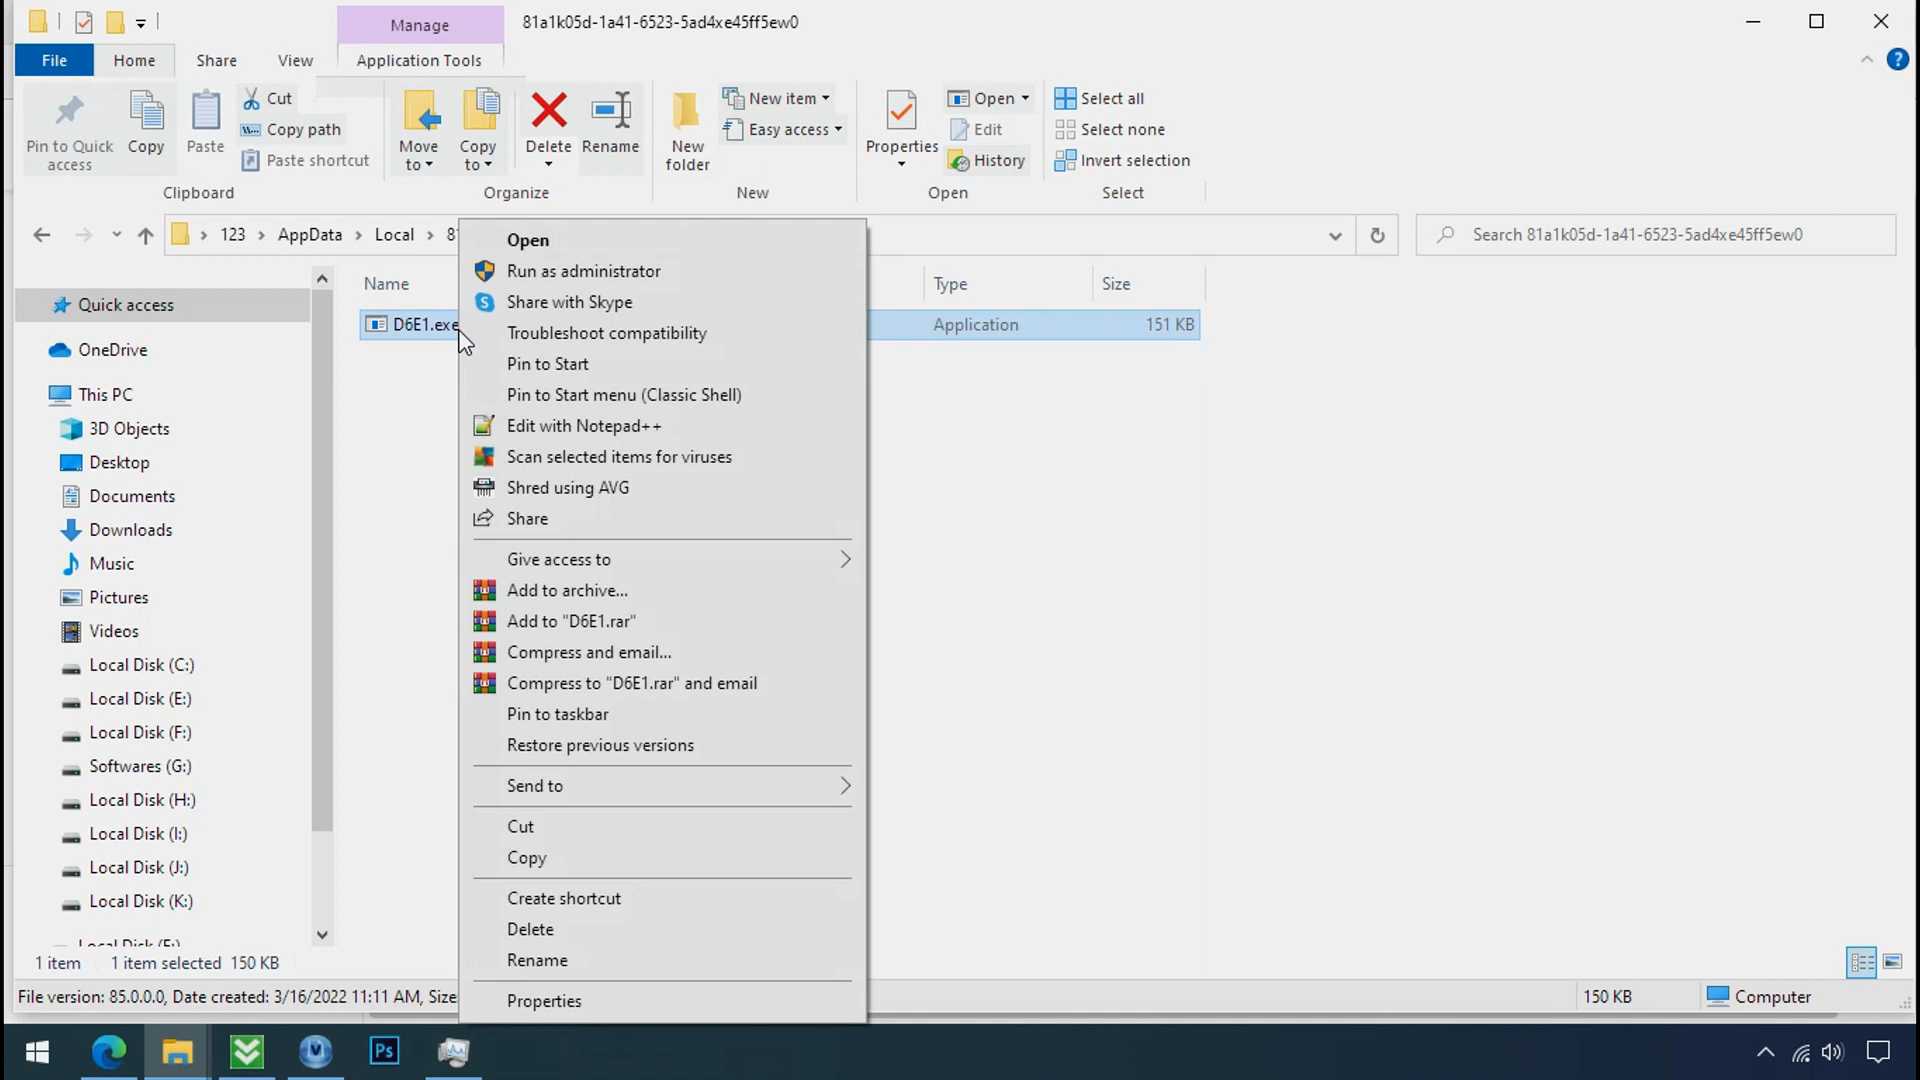 Manage
81a1k05d-1a41-6523-5ad4xe45ff5ew0
File
Home
Share
View
Application Tools
Pin to Quick
access
Copy
Paste
Cut
Copy path
Paste shortcut
Clipboard
Move
to
Copy
to
Delete
Rename
Organize
New
folder
New item
Easy access
New
Properties
Open
Edit
History
Open
Select all
Select none
Invert selection
Select
123
AppData
Local
Search 81a1k05d-1a41-6523-5ad4xe45ff5ew0
Name
Type
Size
D6E1.exe
Application
151 KB
Quick access
OneDrive
This PC
3D Objects
Desktop
Documents
Downloads
Music
Pictures
Videos
Local Disk (C:)
Local Disk (E:)
Local Disk (F:)
Softwares (G:)
Local Disk (H:)
Local Disk (I:)
Local Disk (J:)
Local Disk (K:)
Open
Run as administrator
Share with Skype
Troubleshoot compatibility
Pin to Start
Pin to Start menu (Classic Shell)
Edit with Notepad++
Scan selected items for viruses
Shred using AVG
Share
Give access to
Add to archive...
Add to "D6E1.rar"
Compress and email...
Compress to "D6E1.rar" and email
Pin to taskbar
Restore previous versions
Send to
Cut
Copy
Create shortcut
Delete
Rename
Properties
1 item
1 item selected 150 KB
File version: 85.0.0.0, Date created: 3/16/2022 11:11 AM, Size
150 KB
Computer
Ps